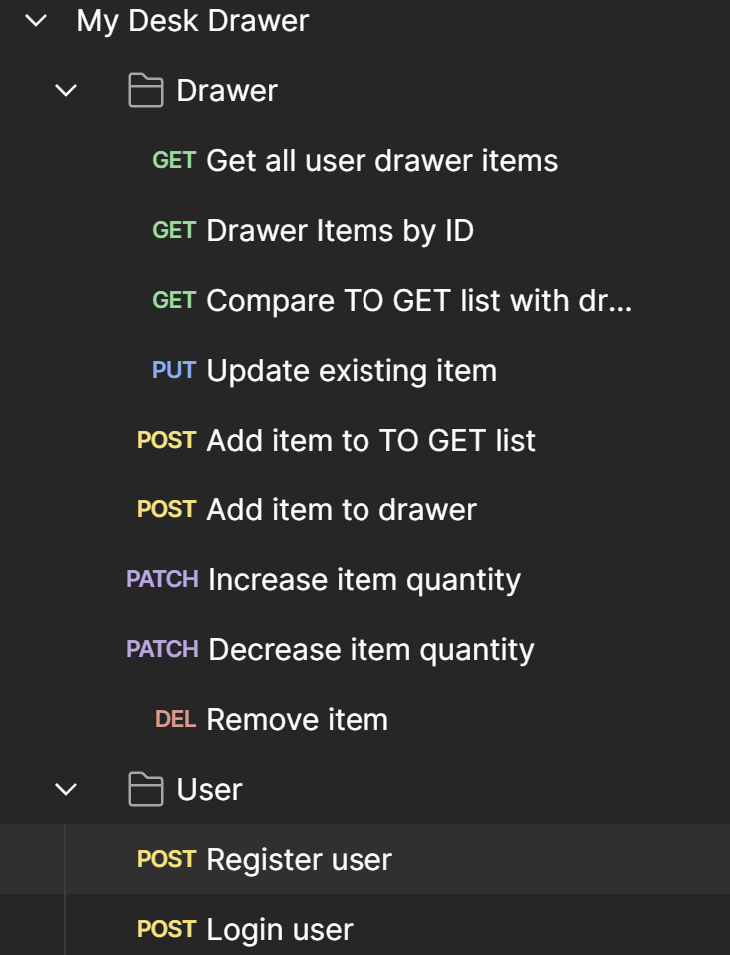 My Desk Drawer
Drawer
GET Get all user drawer items
GET Drawer Items by ID
GET Compare TO GET list with dr...
PUT Update existing item
POST Add item to TO GET list
POST Add item to drawer
PATCH Increase item quantity
PATCH Decrease item quantity
DEL Remove item
User
POST Register user
POST Login user